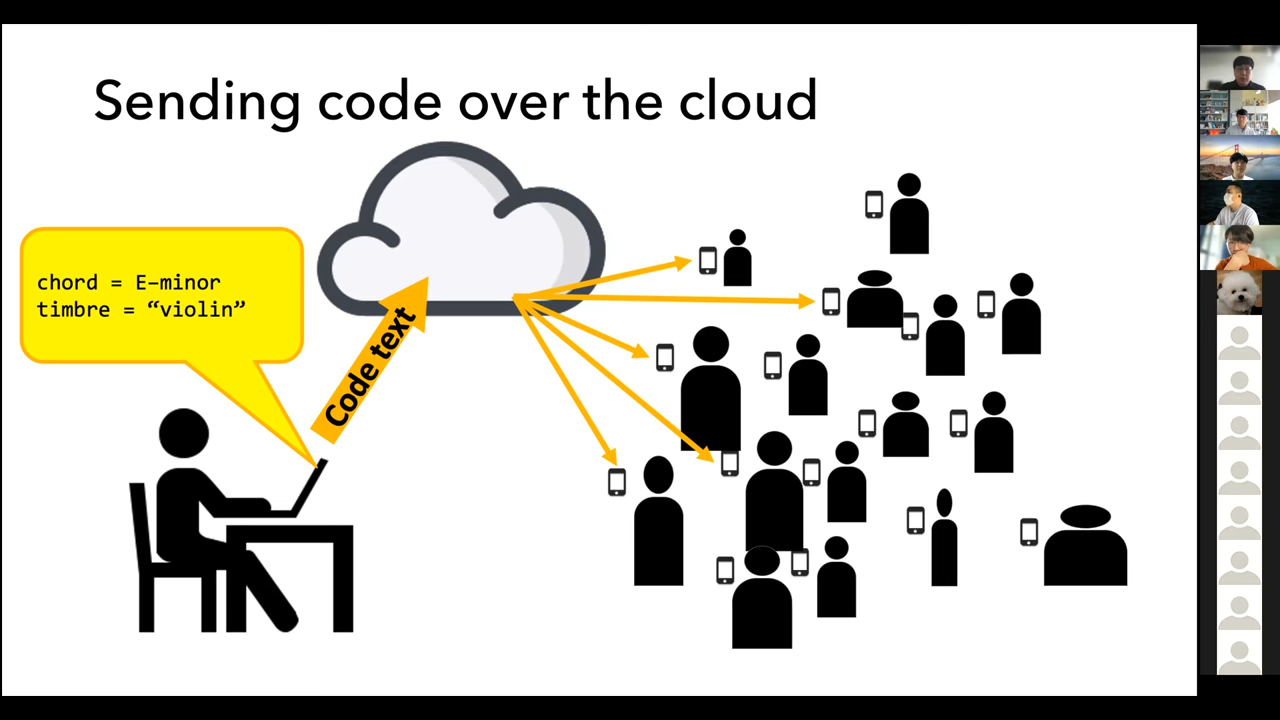 Sending code over the cloud
chord = E-minor
timbre = “violin”
Code text